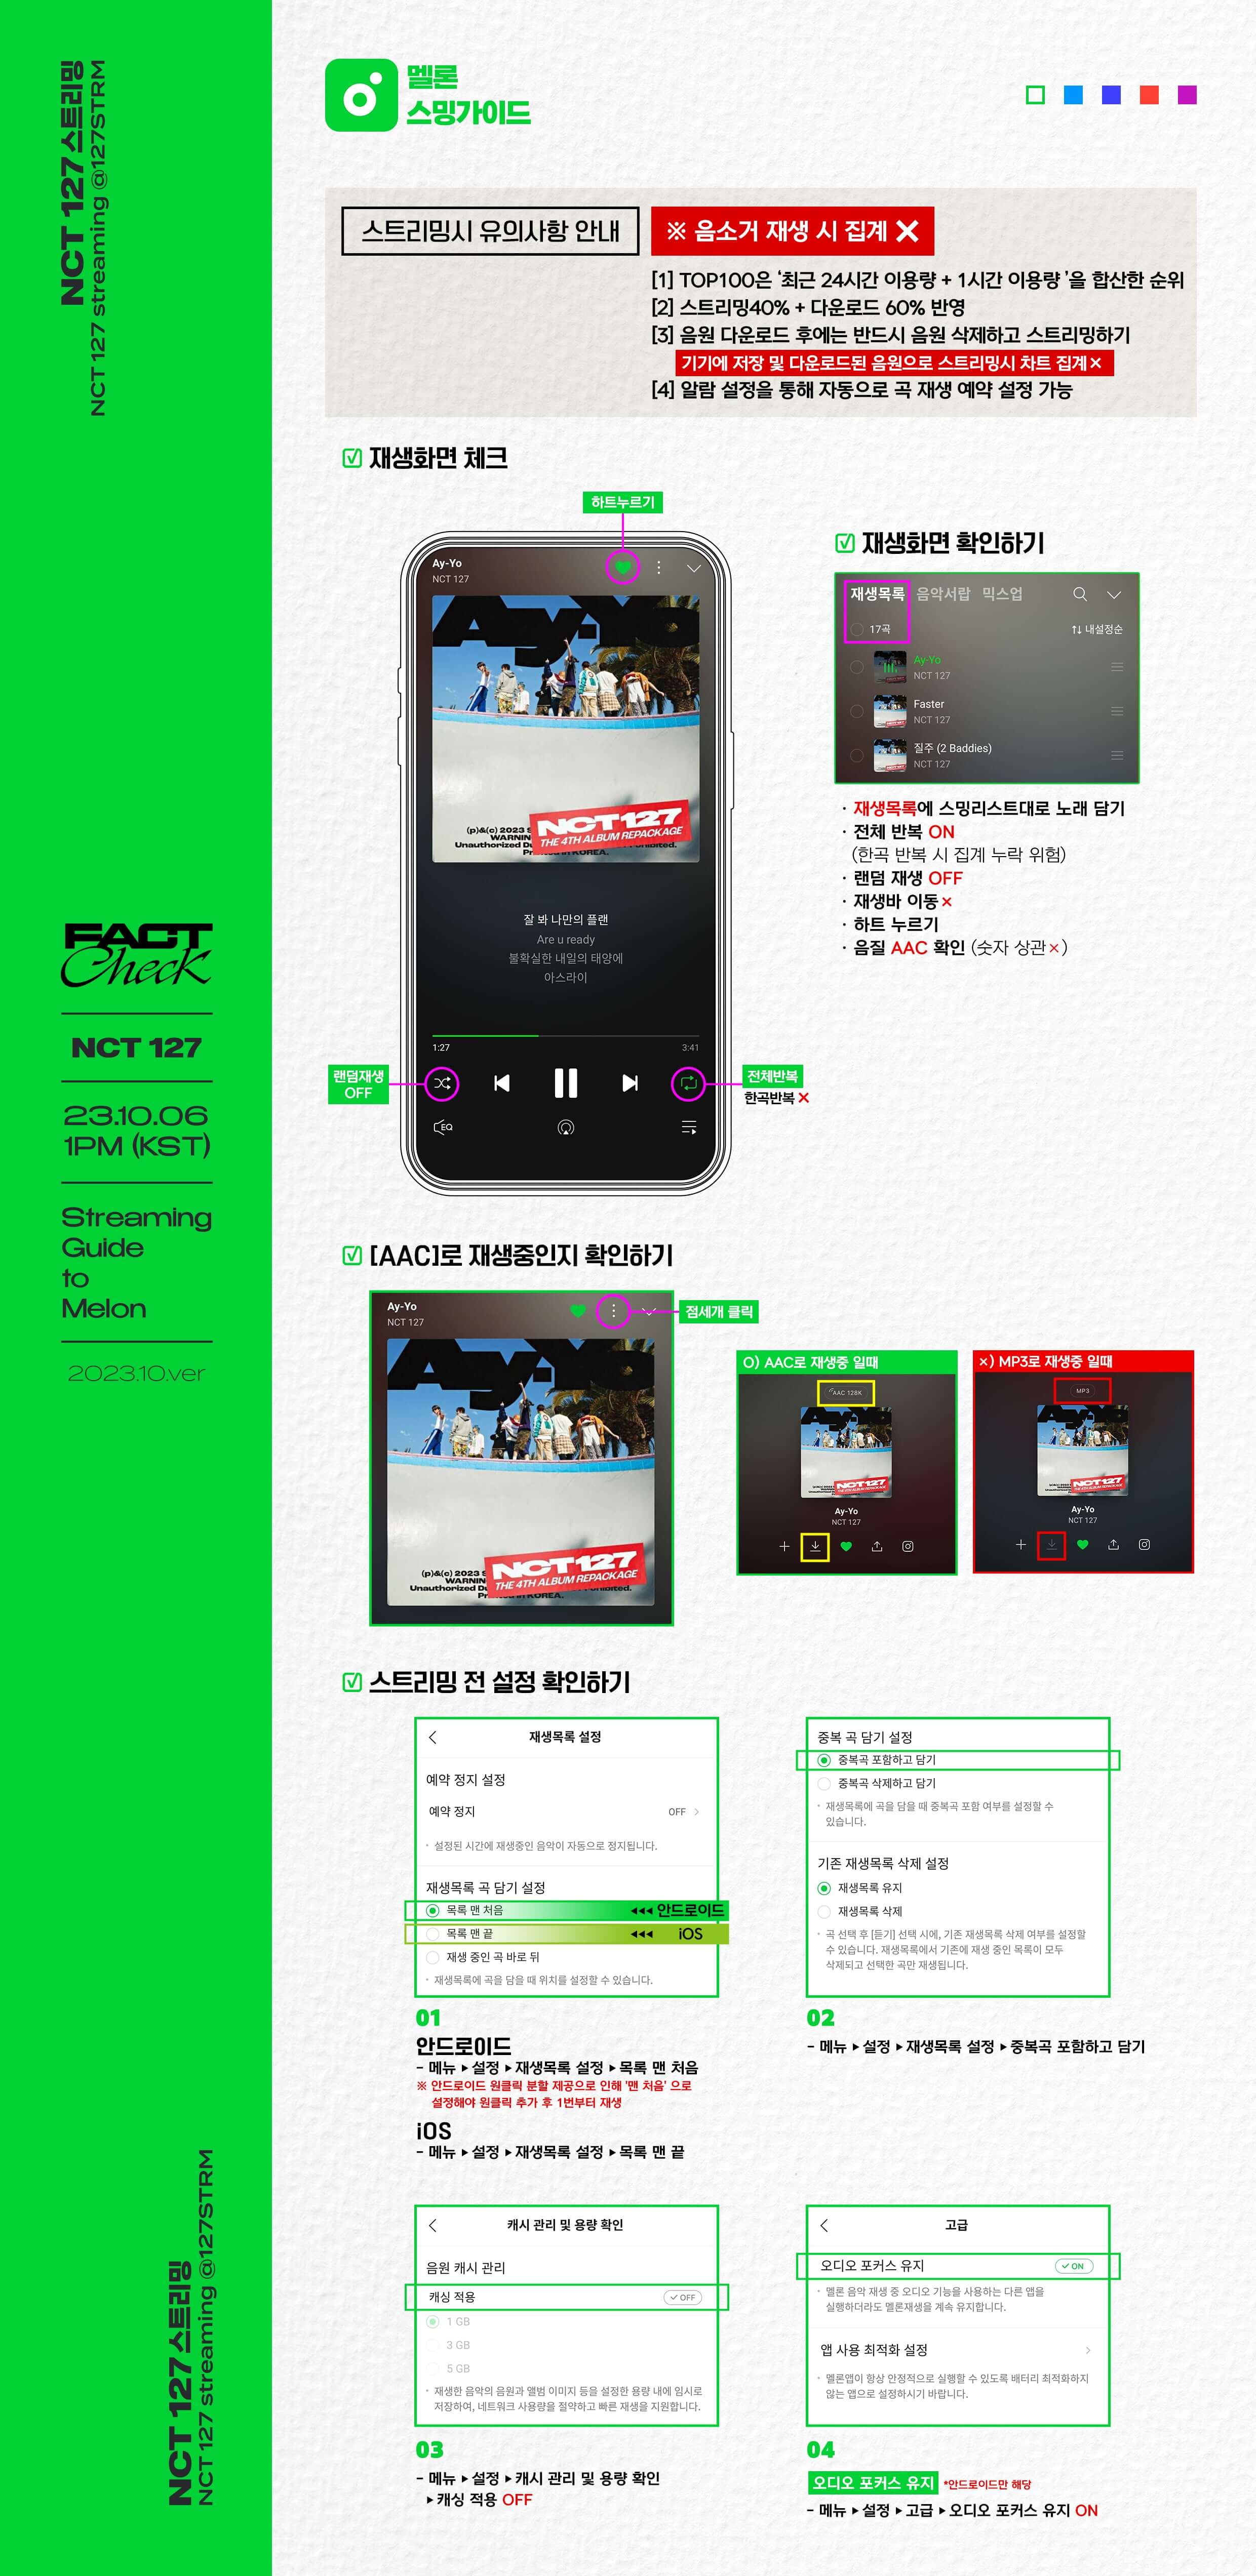 NCT 127 스트리밍
NCT 127 streaming @127STRM
FACT
Check
NCT 127
23.10.06
1PM (KST)
Streaming
Guide
to
Melon
2023.10.ver
NCT 127 스트리밍
NCT 127 streaming @127STRM
멜론
스밍가이드
스트리밍시 유의사항 안내
※ 음소거 재생 시 집계 ✕
[1] TOP100은 ‘최근 24시간 이용량 + 1시간 이용량 ’을 합산한 순위
[2] 스트리밍40% + 다운로드 60% 반영
[3] 음원 다운로드 후에는 반드시 음원 삭제하고 스트리밍하기
기기에 저장 및 다운로드된 음원으로 스트리밍시 차트 집계×
[4] 알람 설정을 통해 자동으로 곡 재생 예약 설정 가능
재생화면 체크
하트누르기
Ay-Yo
NCT 127
Ay-Yo
(p)&(c) 2023 S
WARNIN
Unauthorized Du
hibited.
Printed in KOREA.
NCT127
THE 4TH ALBUM REPACKAGE
잘 봐 나만의 플랜
Are u ready
불확실한 내일의 태양에
아스라이
1:27
3:41
랜덤재생
OFF
전체반복
한곡반복 ✕
EQ
재생화면 확인하기
재생목록 음악서랍 믹스업
17곡
↑↓ 내설정순
Ay-Yo
NCT 127
Faster
NCT 127
질주 (2 Baddies)
NCT 127
· 재생목록에 스밍리스트대로 노래 담기
· 전체 반복 ON
(한곡 반복 시 집계 누락 위험)
· 랜덤 재생 OFF
· 재생바 이동×
· 하트 누르기
· 음질 AAC 확인 (숫자 상관×)
[AAC]로 재생중인지 확인하기
Ay-Yo
NCT 127
점세개 클릭
(p)&(c) 2023 S
WARNIN
Unauthorized Du
hibited.
Printed in KOREA.
NCT127
THE 4TH ALBUM REPACKAGE
O) AAC로 재생중 일때
AAC 128K
NCT127
THE 4TH ALBUM REPACKAGE
Ay-Yo
NCT 127
×) MP3로 재생중 일때
MP3
NCT127
THE 4TH ALBUM REPACKAGE
Ay-Yo
NCT 127
스트리밍 전 설정 확인하기
재생목록 설정
예약 정지 설정
예약 정지
OFF >
· 설정된 시간에 재생중인 음악이 자동으로 정지됩니다.
재생목록 곡 담기 설정
목록 맨 처음
◀◀◀ 안드로이드
목록 맨 끝
◀◀◀ iOS
재생 중인 곡 바로 뒤
· 재생목록에 곡을 담을 때 위치를 설정할 수 있습니다.
01
안드로이드
- 메뉴 ▸ 설정 ▸ 재생목록 설정 ▸ 목록 맨 처음
※ 안드로이드 원클릭 분할 제공으로 인해 '맨 처음' 으로
설정해야 원클릭 추가 후 1번부터 재생
iOS
- 메뉴 ▸ 설정 ▸ 재생목록 설정 ▸ 목록 맨 끝
중복 곡 담기 설정
중복곡 포함하고 담기
중복곡 삭제하고 담기
· 재생목록에 곡을 담을 때 중복곡 포함 여부를 설정할 수
있습니다.
기존 재생목록 삭제 설정
재생목록 유지
재생목록 삭제
· 곡 선택 후 [듣기] 선택 시에, 기존 재생목록 삭제 여부를 설정할
수 있습니다. 재생목록에서 기존에 재생 중인 목록이 모두
삭제되고 선택한 곡만 재생됩니다.
02
- 메뉴 ▸ 설정 ▸ 재생목록 설정 ▸ 중복곡 포함하고 담기
캐시 관리 및 용량 확인
음원 캐시 관리
캐싱 적용
OFF
1 GB
3 GB
5 GB
· 재생한 음악의 음원과 앨범 이미지 등을 설정한 용량 내에 임시로
저장하여, 네트워크 사용량을 절약하고 빠른 재생을 지원합니다.
03
- 메뉴 ▸ 설정 ▸ 캐시 관리 및 용량 확인
▸ 캐싱 적용 OFF
고급
오디오 포커스 유지
ON
· 멜론 음악 재생 중 오디오 기능을 사용하는 다른 앱을
실행하더라도 멜론재생을 계속 유지합니다.
앱 사용 최적화 설정
· 멜론앱이 항상 안정적으로 실행할 수 있도록 배터리 최적화하지
않는 앱으로 설정하시기 바랍니다.
04
오디오 포커스 유지 *안드로이드만 해당
- 메뉴 ▸ 설정 ▸ 고급 ▸ 오디오 포커스 유지 ON